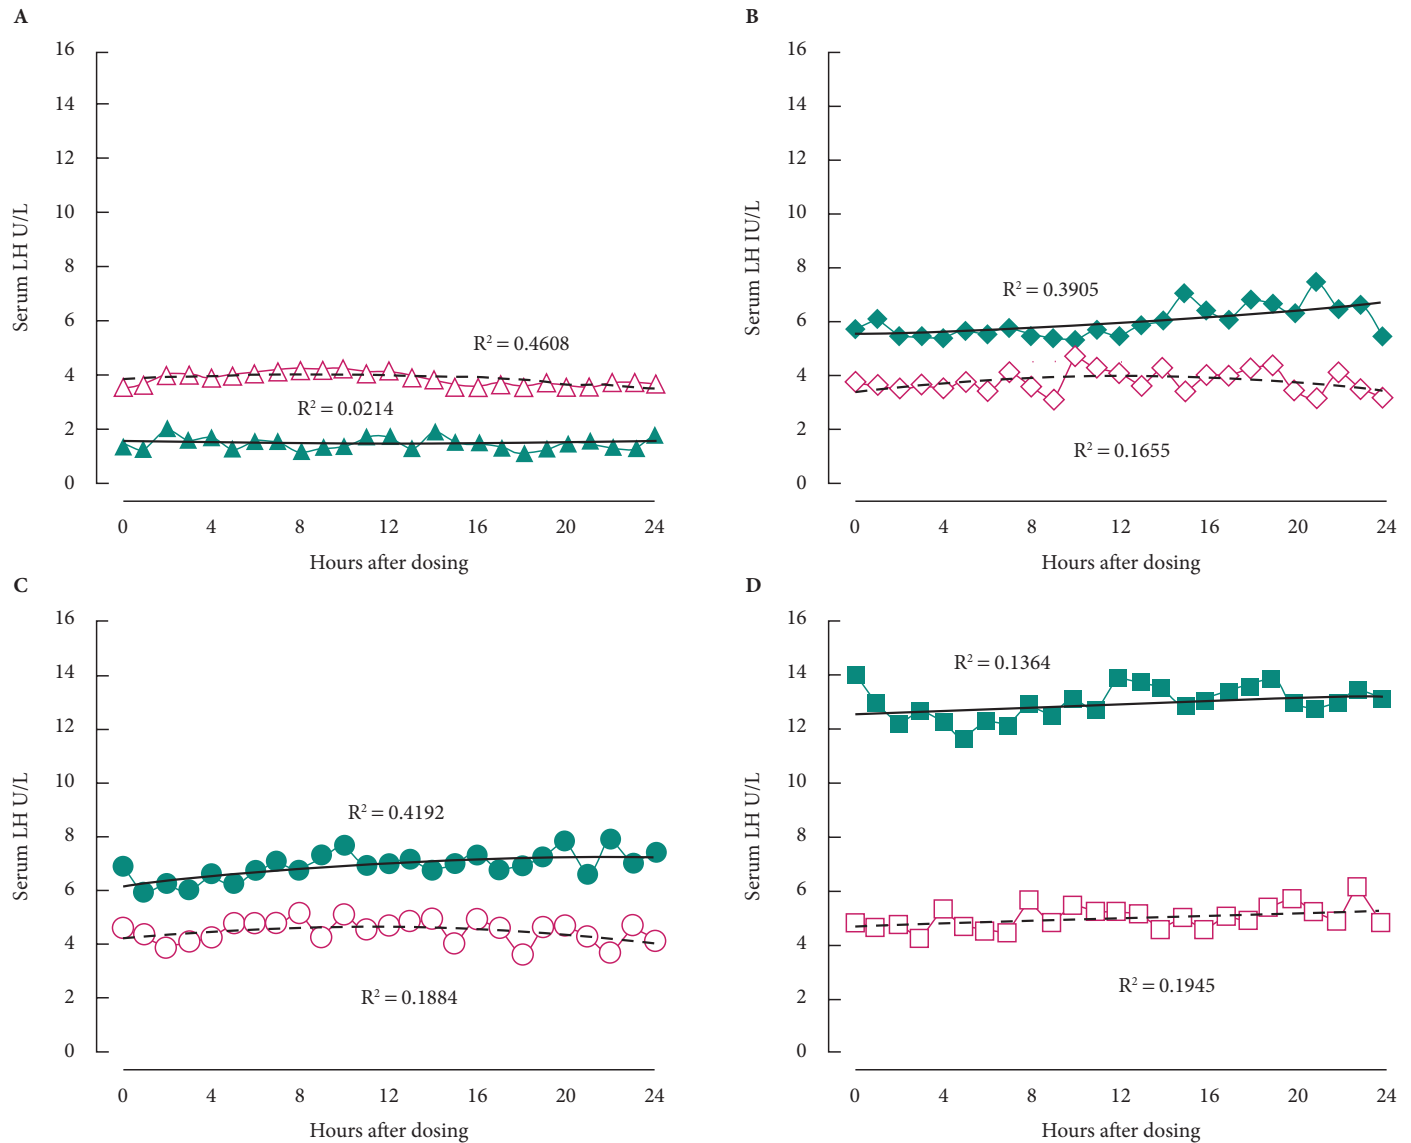 A
16
14
12
10
8
6
4
2
0
Serum LH U/L
R² = 0.4608
R² = 0.0214
0 4 8 12 16 20 24
Hours after dosing
B
16
14
12
10
8
6
4
2
0
Serum LH IU/L
R² = 0.3905
R² = 0.1655
0 4 8 12 16 20 24
Hours after dosing
C
16
14
12
10
8
6
4
2
0
Serum LH U/L
R² = 0.4192
R² = 0.1884
0 4 8 12 16 20 24
Hours after dosing
D
16
14
12
10
8
6
4
2
0
Serum LH U/L
R² = 0.1364
R² = 0.1945
0 4 8 12 16 20 24
Hours after dosing